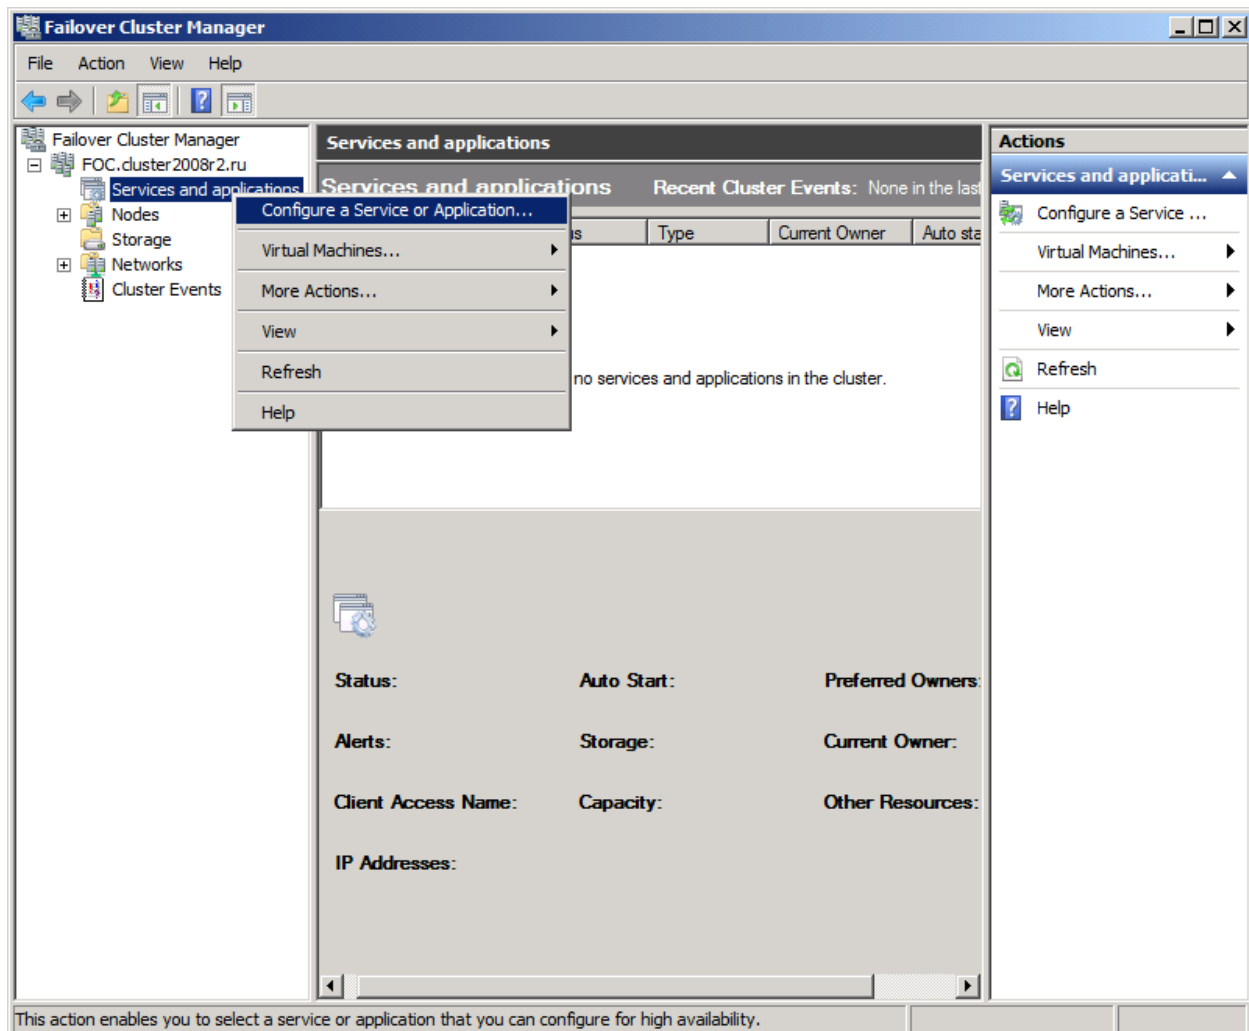 Failover Cluster Manager
File Action View Help
Failover Cluster Manager
FOC.cluster2008r2.ru
Services and applications
Nodes
Storage
Networks
Cluster Events
Configure a Service or Application...
Virtual Machines...
More Actions...
View
Refresh
Help
Services and applications
Services and applications Recent Cluster Events: None in the last
Type Current Owner Auto sta
no services and applications in the cluster.
Status: Auto Start: Preferred Owners:
Alerts: Storage: Current Owner:
Client Access Name: Capacity: Other Resources:
IP Addresses:
Actions
Services and applicati...
Configure a Service ...
Virtual Machines...
More Actions...
View
Refresh
Help
This action enables you to select a service or application that you can configure for high availability.